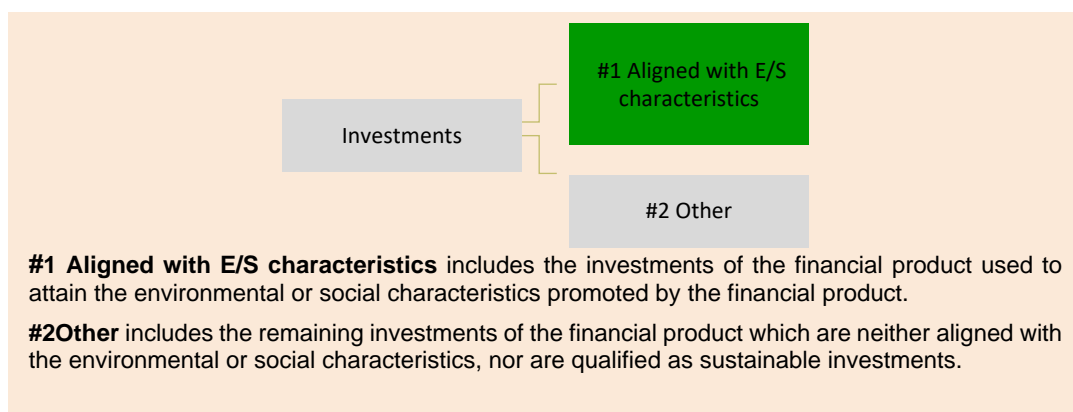 #1 Aligned with E/S
characteristics
Investments
#2 Other
#1 Aligned with E/S characteristics includes the investments of the financial product used to
attain the environmental or social characteristics promoted by the financial product.
#2Other includes the remaining investments of the financial product which are neither aligned with
the environmental or social characteristics, nor are qualified as sustainable investments.